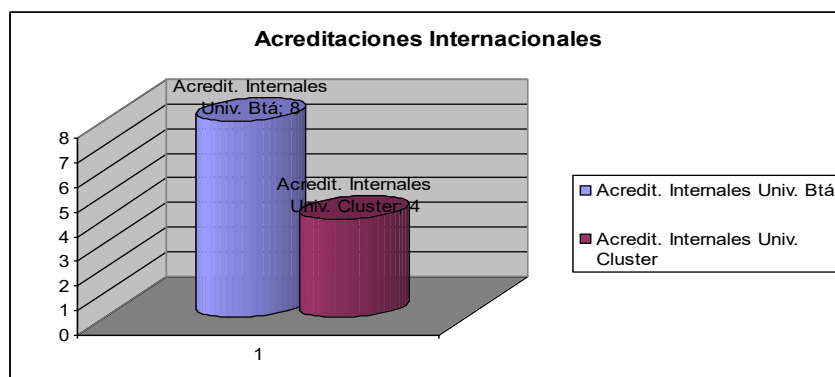 Acreditaciones Internacionales
Acredit. Internales
Univ. Btá; 8
Acredit. Internales
Univ. Cluster; 4
8
7
6
5
4
3
2
1
0
1
Acredit. Internales Univ. Btá
Acredit. Internales Univ.
Cluster